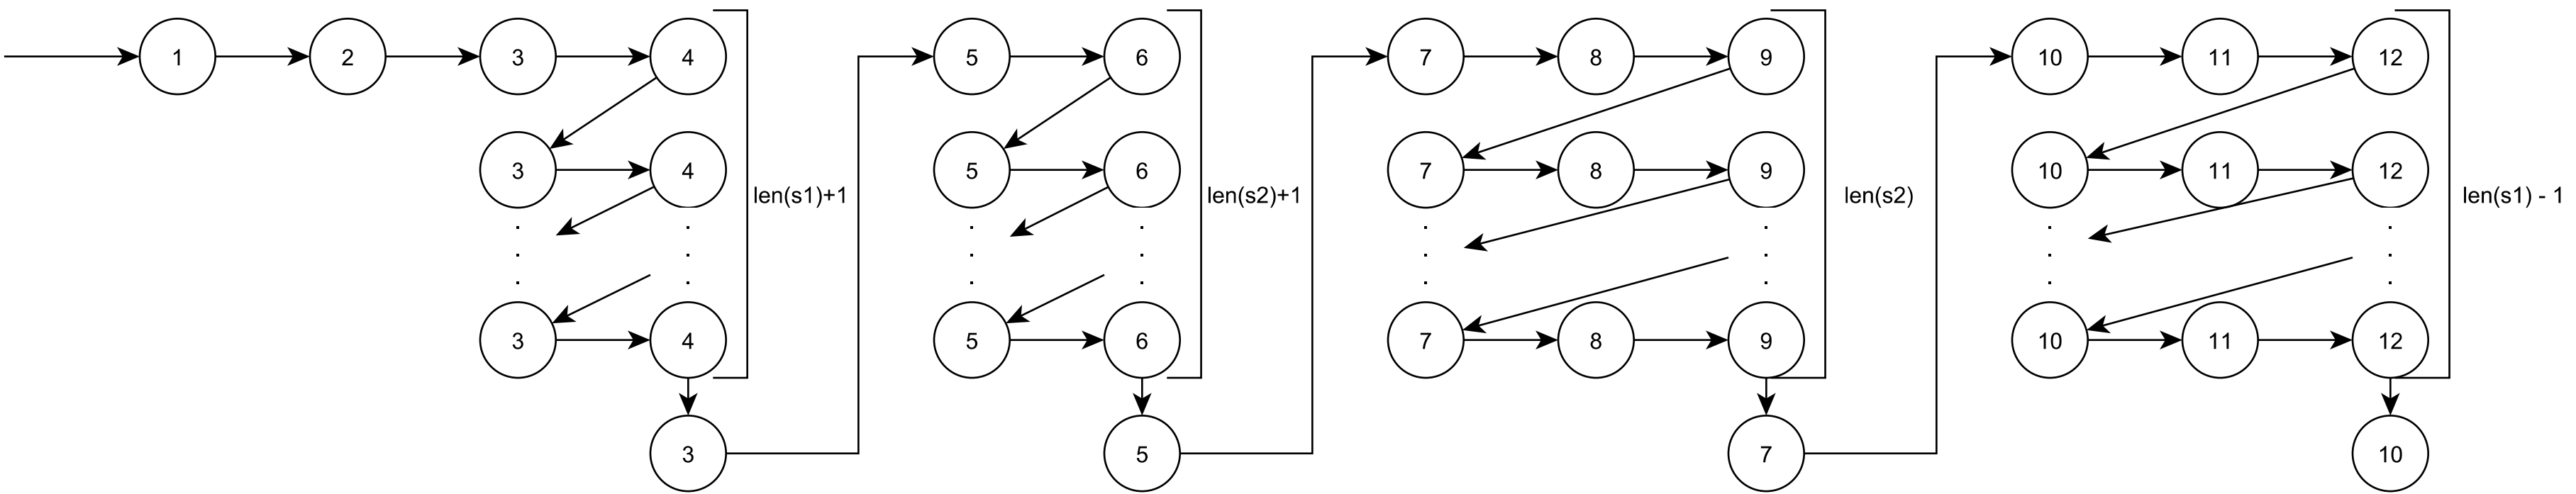 1 2 3 4 5 6 7 8 9 10 11 12
3 4 5 6 7 8 9 10 11 12
len(s1)+1 len(s2)+1 len(s2) len(s1) - 1
3 4 5 6 7 8 9 10 11 12
3 5 7 10